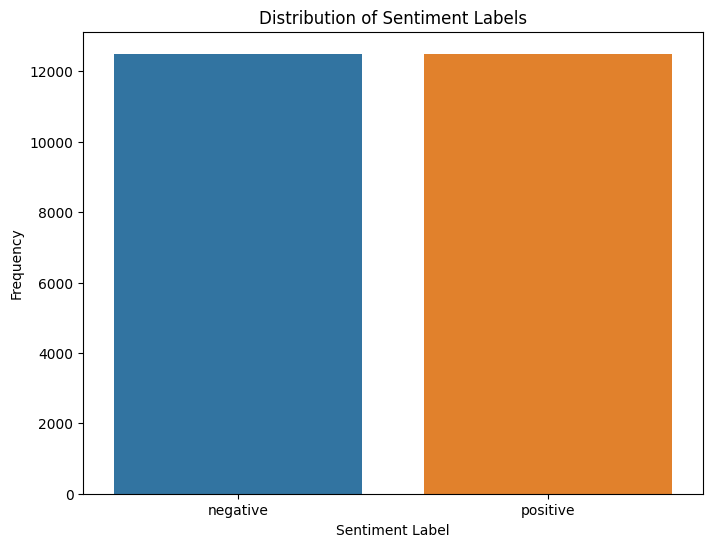 Distribution of Sentiment Labels
12000
10000
8000
6000
4000
2000
0
Frequency
negative positive
Sentiment Label